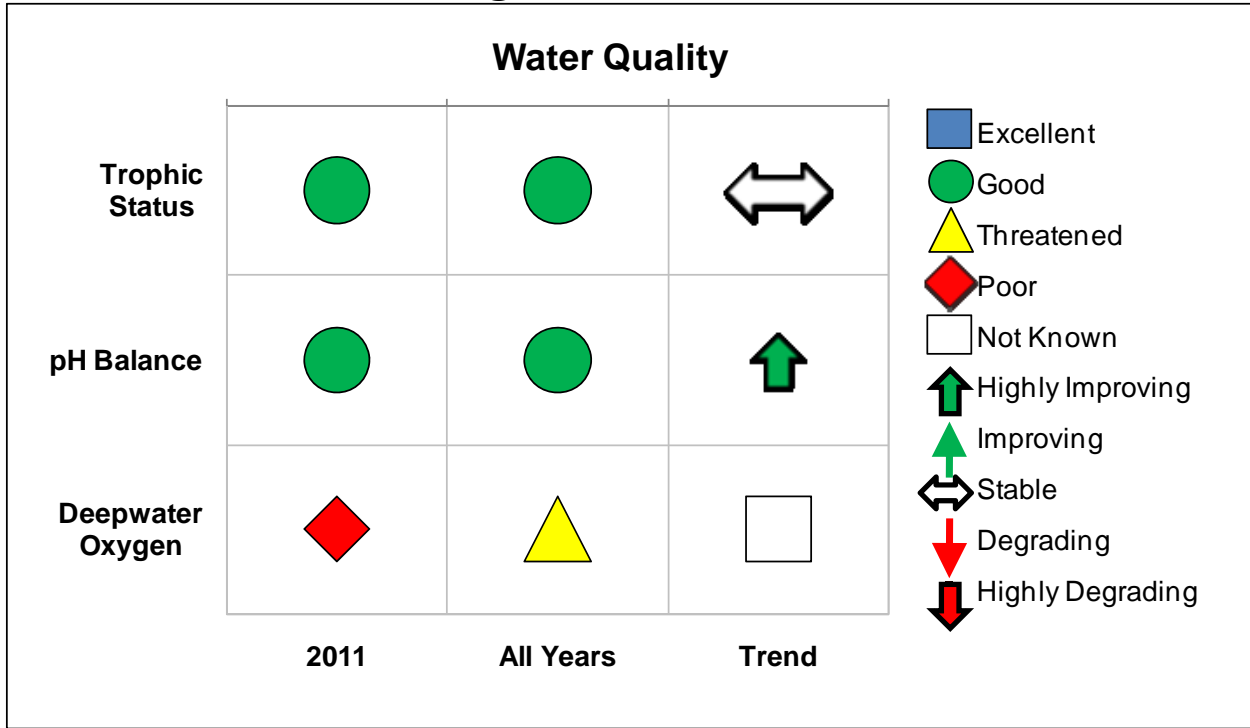 Water Quality
Trophic
Status
pH Balance
Deepwater
Oxygen
2011
All Years
Trend
Excellent
Good
Threatened
Poor
Not Known
Highly Improving
Improving
Stable
Degrading
Highly Degrading